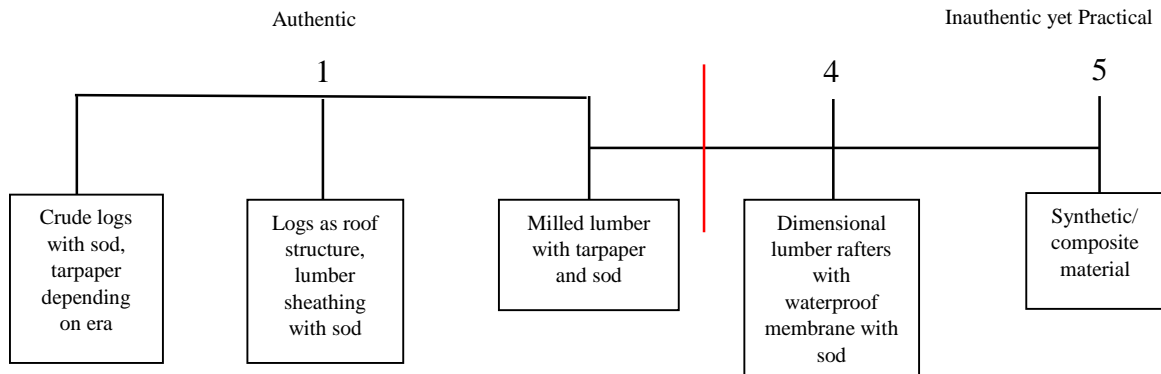 Authentic
Inauthentic yet Practical
1
4
5
Crude logs
with sod,
tarpaper
depending
on era
Logs as roof
structure,
lumber
sheathing
with sod
Milled lumber
with tarpaper
and sod
Dimensional
lumber rafters
with
waterproof
membrane with
sod
Synthetic/
composite
material